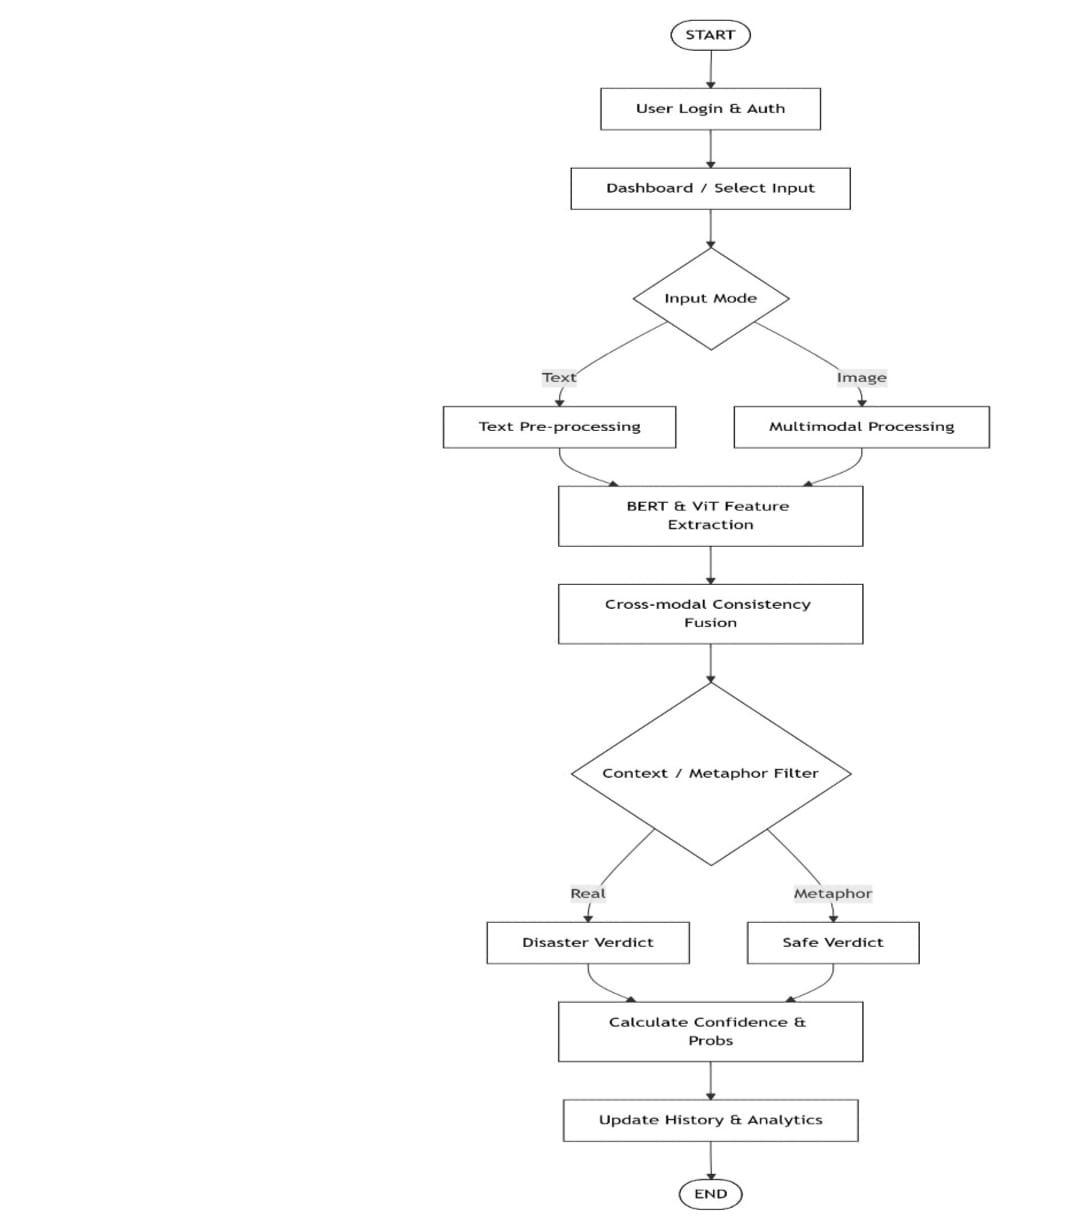 START
User Login & Auth
Dashboard / Select Input
Input Mode
Text
Image
Text Pre-processing
Multimodal Processing
BERT & ViT Feature
Extraction
Cross-modal Consistency
Fusion
Context / Metaphor Filter
Real
Metaphor
Disaster Verdict
Safe Verdict
Calculate Confidence &
Probs
Update History & Analytics
END